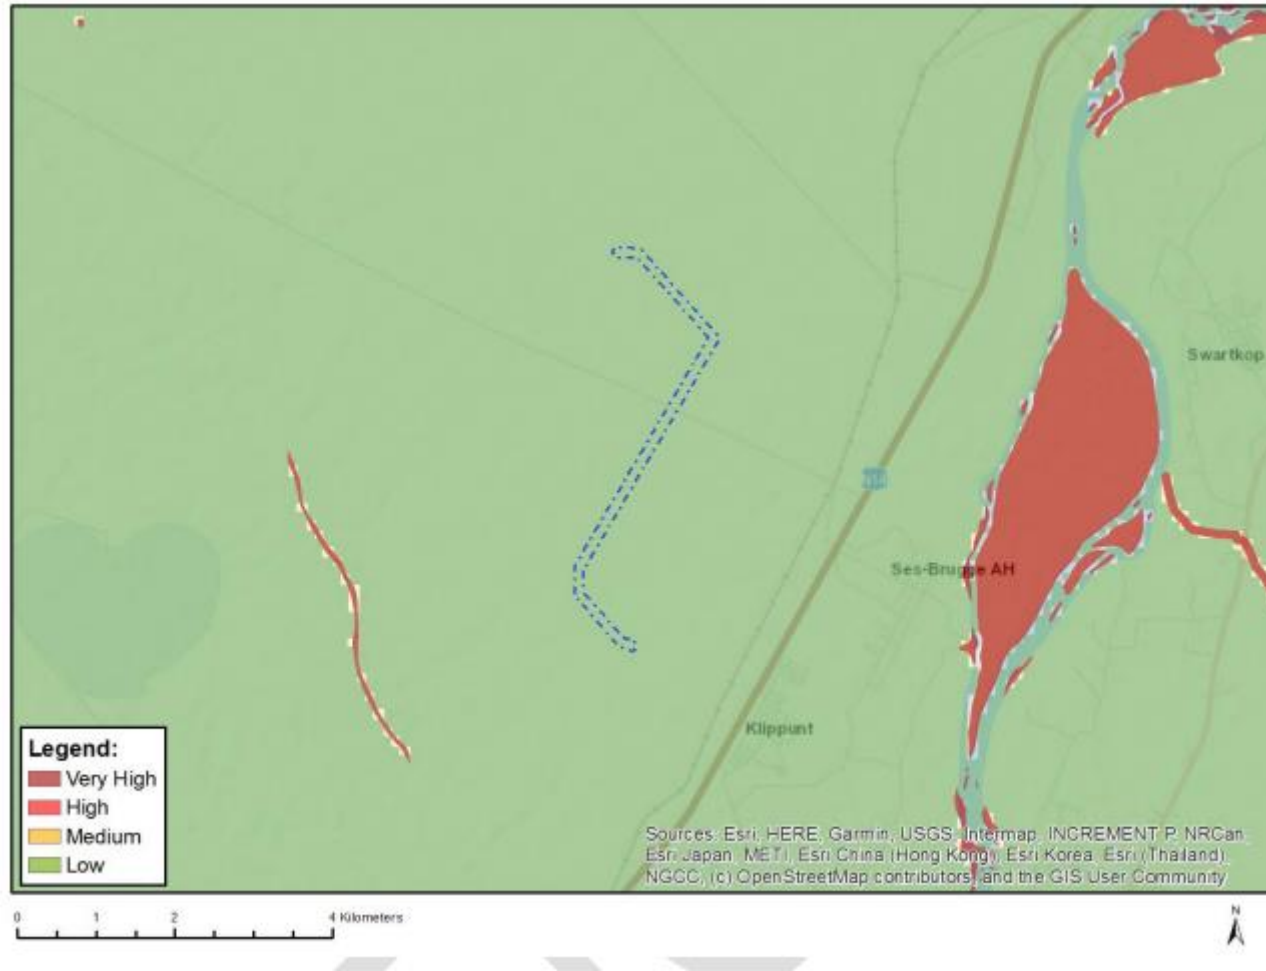 Swartkop
Ses-Brugge AH
Klippunt
Legend:
Very High
High
Medium
Low
Sources: Esri, HERE, Garmin, USGS, Intermap, INCREMENT P, NRCan,
Esri Japan, METI, Esri China (Hong Kong), Esri Korea, Esri (Thailand),
NGCC, (c) OpenStreetMap contributors, and the GIS User Community
0 1 2 4 Kilometers
N